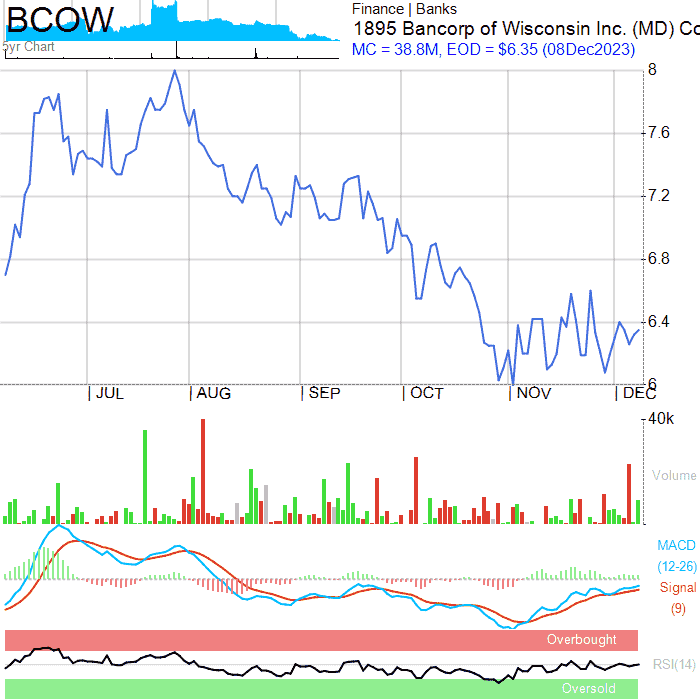 BCOW
5yr Chart
Finance | Banks
1895 Bancorp of Wisconsin Inc. (MD) Co
MC = 38.8M, EOD = $6.35 (08Dec2023)
8
7.6
7.2
6.8
6.4
6
JUL AUG SEP OCT NOV DEC
40k
Volume
MACD
(12-26)
Signal
(9)
Overbought
RSI(14)
Oversold